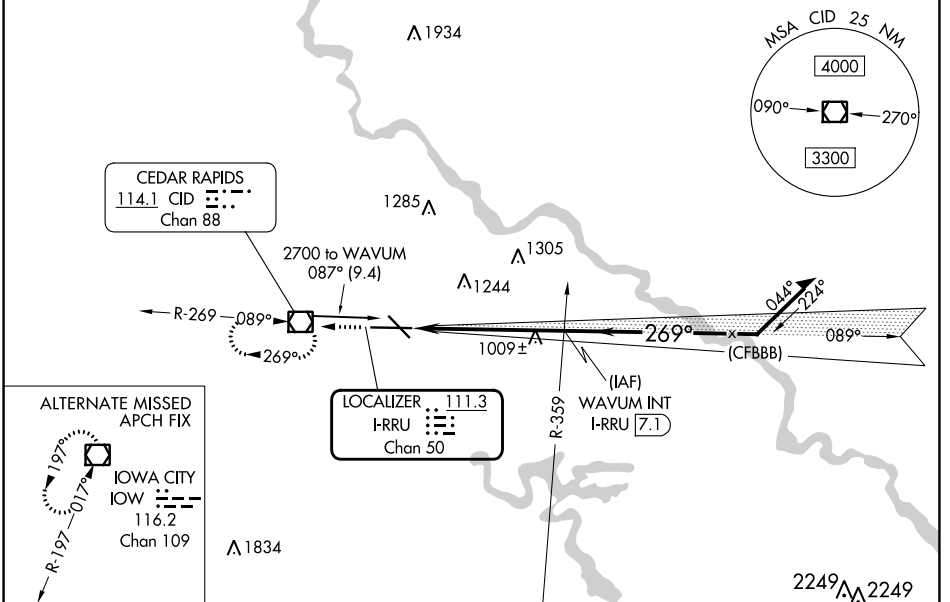 1934
MSA CID 25 NM
4000
090°
270°
3300
CEDAR RAPIDS
114.1 CID
Chan 88
1285
2700 to WAVUM
087° (9.4)
1305
1244
044°
224°
R-269
089°
269°
1009±
269°
x
089°
(CFBBB)
(IAF)
WAVUM INT
I-RRU 7.1
R-359
LOCALIZER 111.3
I-RRU
Chan 50
ALTERNATE MISSED
APCH FIX
197°
017°
R-197
IOWA CITY
IOW
116.2
Chan 109
1834
2249
2249